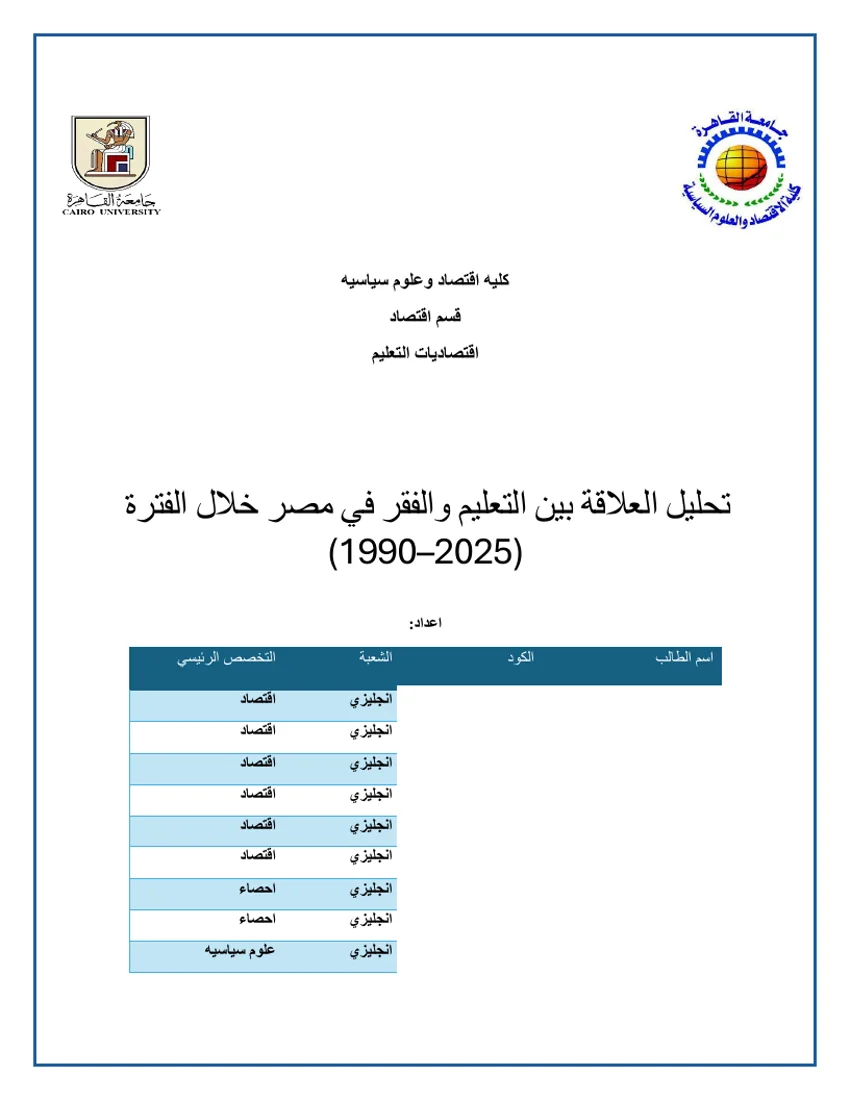 جامعة القاهرة
كلية الاقتصاد والعلوم السياسية
جامعة القاهرة
CAIRO UNIVERSITY
كليه اقتصاد وعلوم سياسيه
قسم اقتصاد
اقتصاديات التعليم
تحليل العلاقة بين التعليم والفقر في مصر خلال الفترة
(1990–2025)
اعداد:
اسم الطالب الكود الشعبة التخصص الرئيسي
انجليزي اقتصاد
انجليزي اقتصاد
انجليزي اقتصاد
انجليزي اقتصاد
انجليزي اقتصاد
انجليزي اقتصاد
انجليزي احصاء
انجليزي احصاء
انجليزي علوم سياسيه